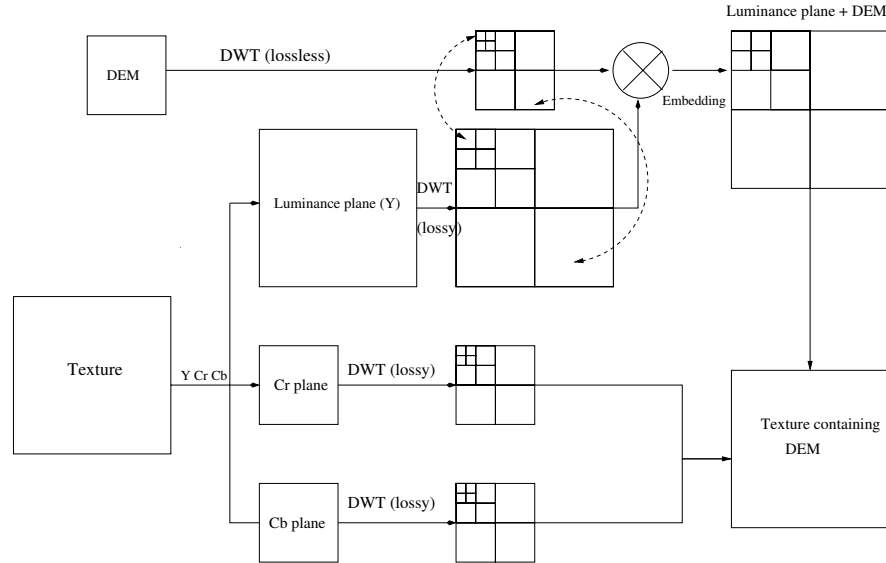 Luminance plane + DEM
DWT (lossless)
DEM
Embedding
Luminance plane (Y)
DWT
(lossy)
Texture
Y Cr Cb
Cr plane
DWT (lossy)
Texture containing
DEM
Cb plane
DWT (lossy)